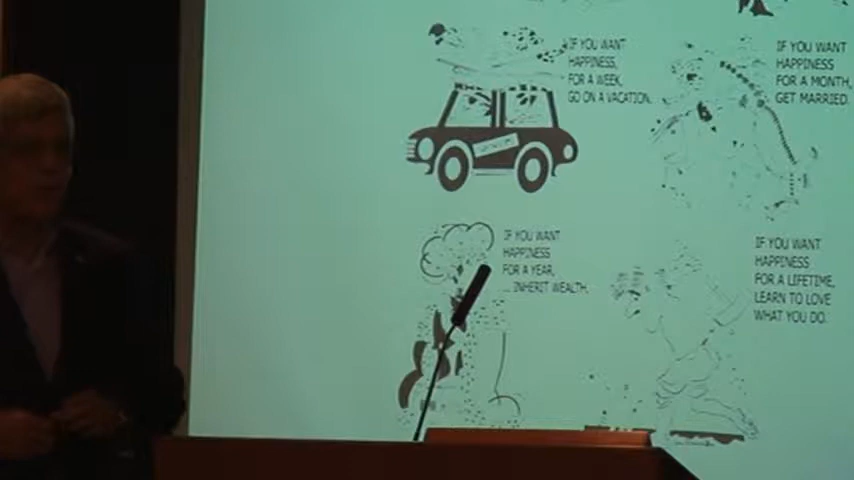 IF YOU WANT
HAPPINESS,
FOR A WEEK,
GO ON A VACATION.
IF YOU WANT
HAPPINESS
FOR A MONTH,
GET MARRIED.
IF YOU WANT
HAPPINESS
FOR A YEAR,
... INHERIT WEALTH.
IF YOU WANT
HAPPINESS
FOR A LIFETIME,
LEARN TO LOVE
WHAT YOU DO.